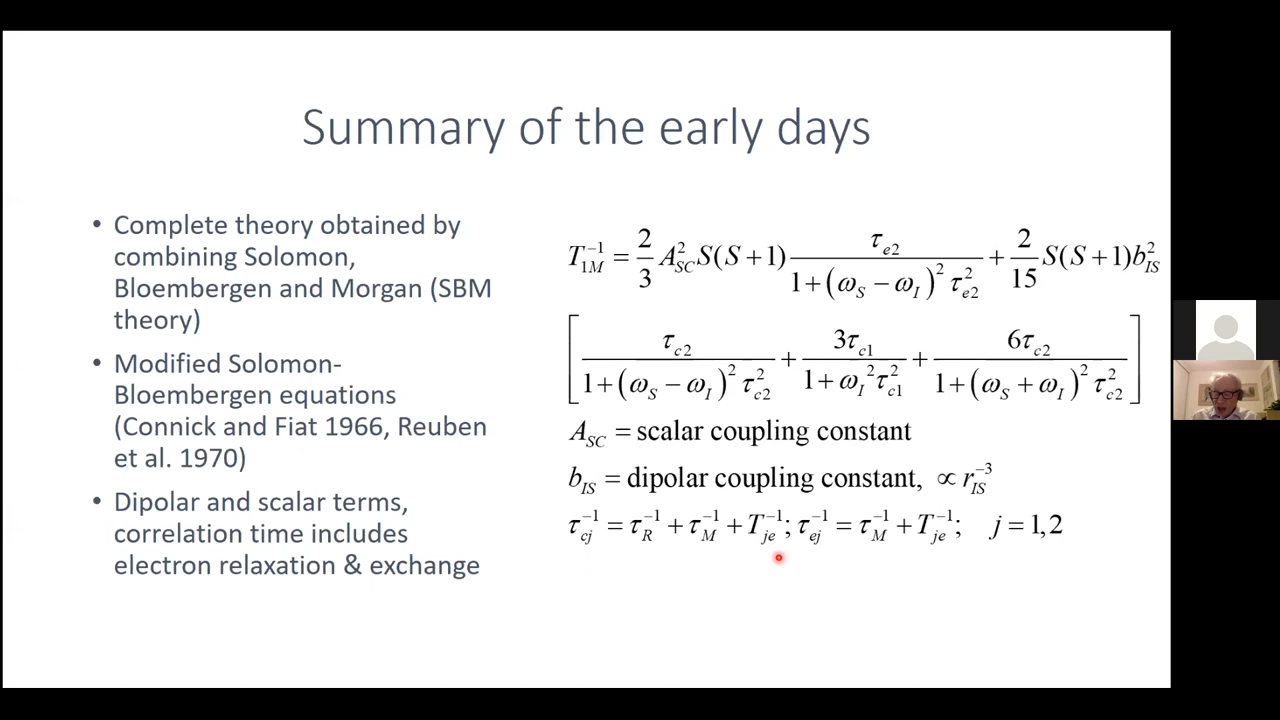 Summary of the early days
• Complete theory obtained by
combining Solomon,
Bloembergen and Morgan (SBM
theory)
• Modified Solomon-
Bloembergen equations
(Connick and Fiat 1966, Reuben
et al. 1970)
• Dipolar and scalar terms,
correlation time includes
electron relaxation & exchange
T_{1M}^{-1} = \frac{2}{3} A_{SC}^2 S(S+1) \frac{τ_{e2}}{1+(ω_S − ω_I)^2 τ_{e2}^2} + \frac{2}{15} S(S+1) b_{IS}^2
[ \frac{τ_{c2}}{1+(ω_S − ω_I)^2 τ_{c2}^2} + \frac{3τ_{c1}}{1+ω_I^2 τ_{c1}^2} + \frac{6τ_{c2}}{1+(ω_S + ω_I)^2 τ_{c2}^2} ]
A_{SC} = scalar coupling constant
b_{IS} = dipolar coupling constant, ∝ r_{IS}^{-3}
τ_{cj}^{-1} = τ_R^{-1} + τ_M^{-1} + T_{je}^{-1}; τ_{ej}^{-1} = τ_M^{-1} + T_{je}^{-1}; j = 1,2